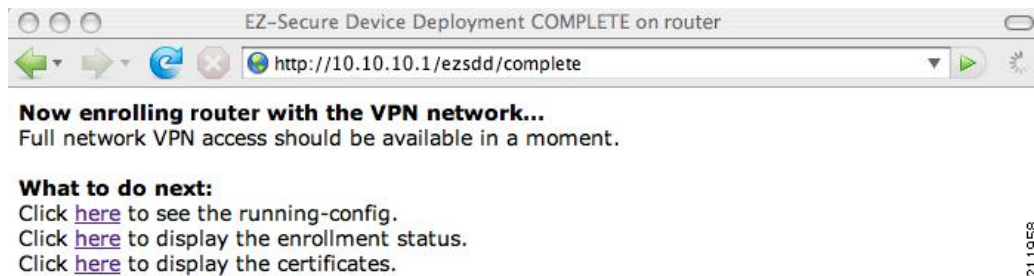 EZ-Secure Device Deployment COMPLETE on router
http://10.10.10.1/ezsdd/complete
Now enrolling router with the VPN network...
Full network VPN access should be available in a moment.
What to do next:
Click here to see the running-config.
Click here to display the enrollment status.
Click here to display the certificates.